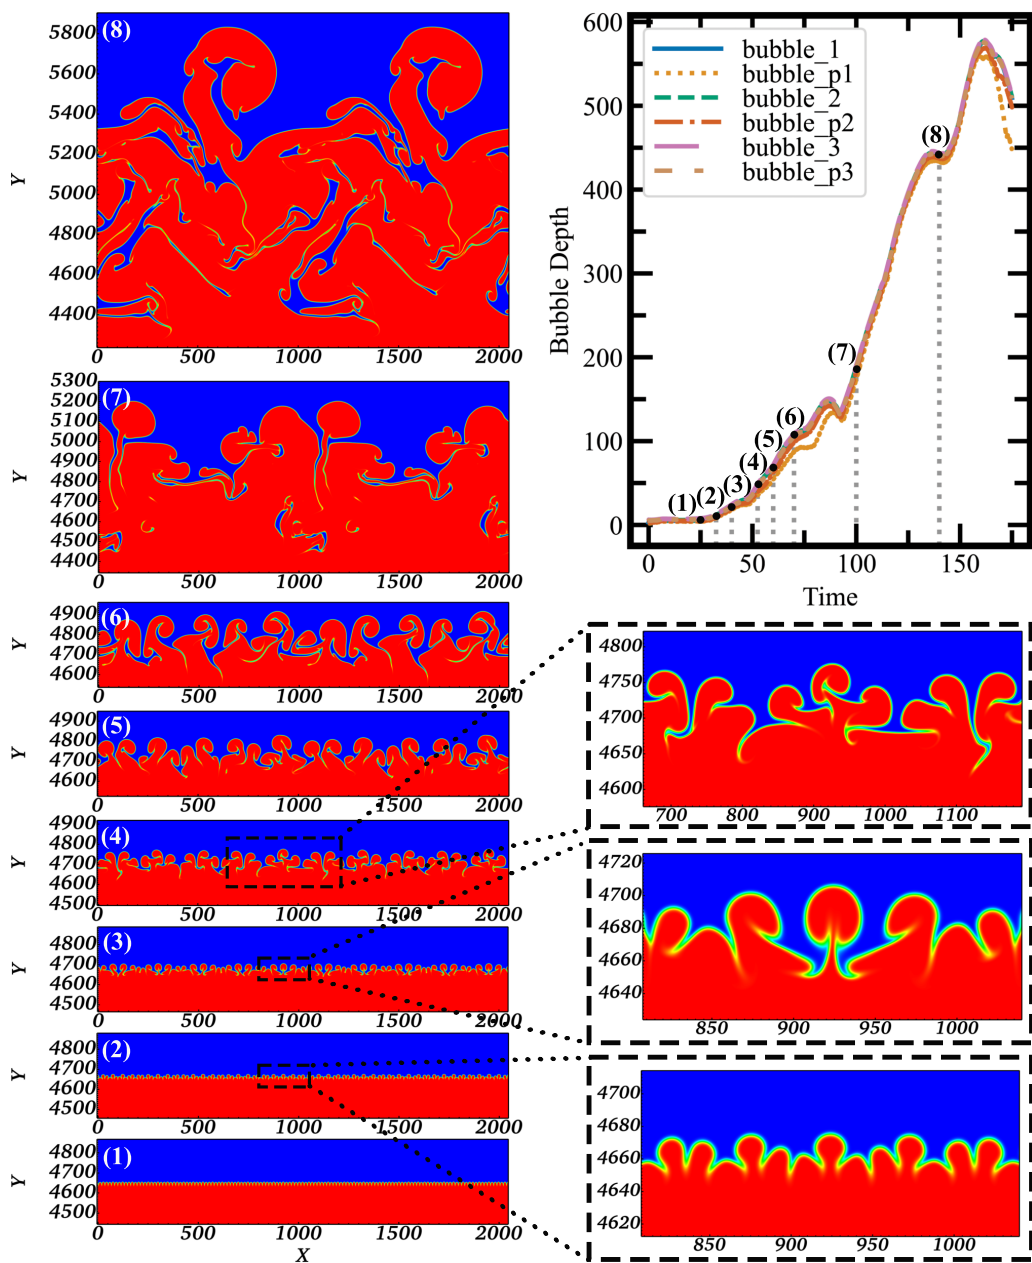 (8)
5800
5600
5400
5200
5000
4800
4600
4400
Y
0 500 1000 1500 2000
(7)
5300
5200
5100
5000
4900
4800
4700
4600
4500
4400
Y
0 500 1000 1500 2000
(6)
4900
4800
4700
4600
Y
0 500 1000 1500 2000
(5)
4900
4800
4700
4600
Y
0 500 1000 1500 2000
(4)
4900
4800
4700
4600
4500
Y
0 500 1000 1500 2000
(3)
4800
4700
4600
4500
Y
0 500 1000 1500 2000
(2)
4800
4700
4600
4500
Y
0 500 1000 1500 2000
(1)
4800
4700
4600
4500
Y
0 500 1000 1500 2000
X
600
500
400
300
200
100
0
Bubble Depth
bubble_1
bubble_p1
bubble_2
bubble_p2
bubble_3
bubble_p3
(1)
(2)
(3)
(4)
(5)
(6)
(7)
(8)
0 50 100 150
Time
4800
4750
4700
4650
4600
700 800 900 1000 1100
4720
4700
4680
4660
4640
850 900 950 1000
4700
4680
4660
4640
4620
850 900 950 1000